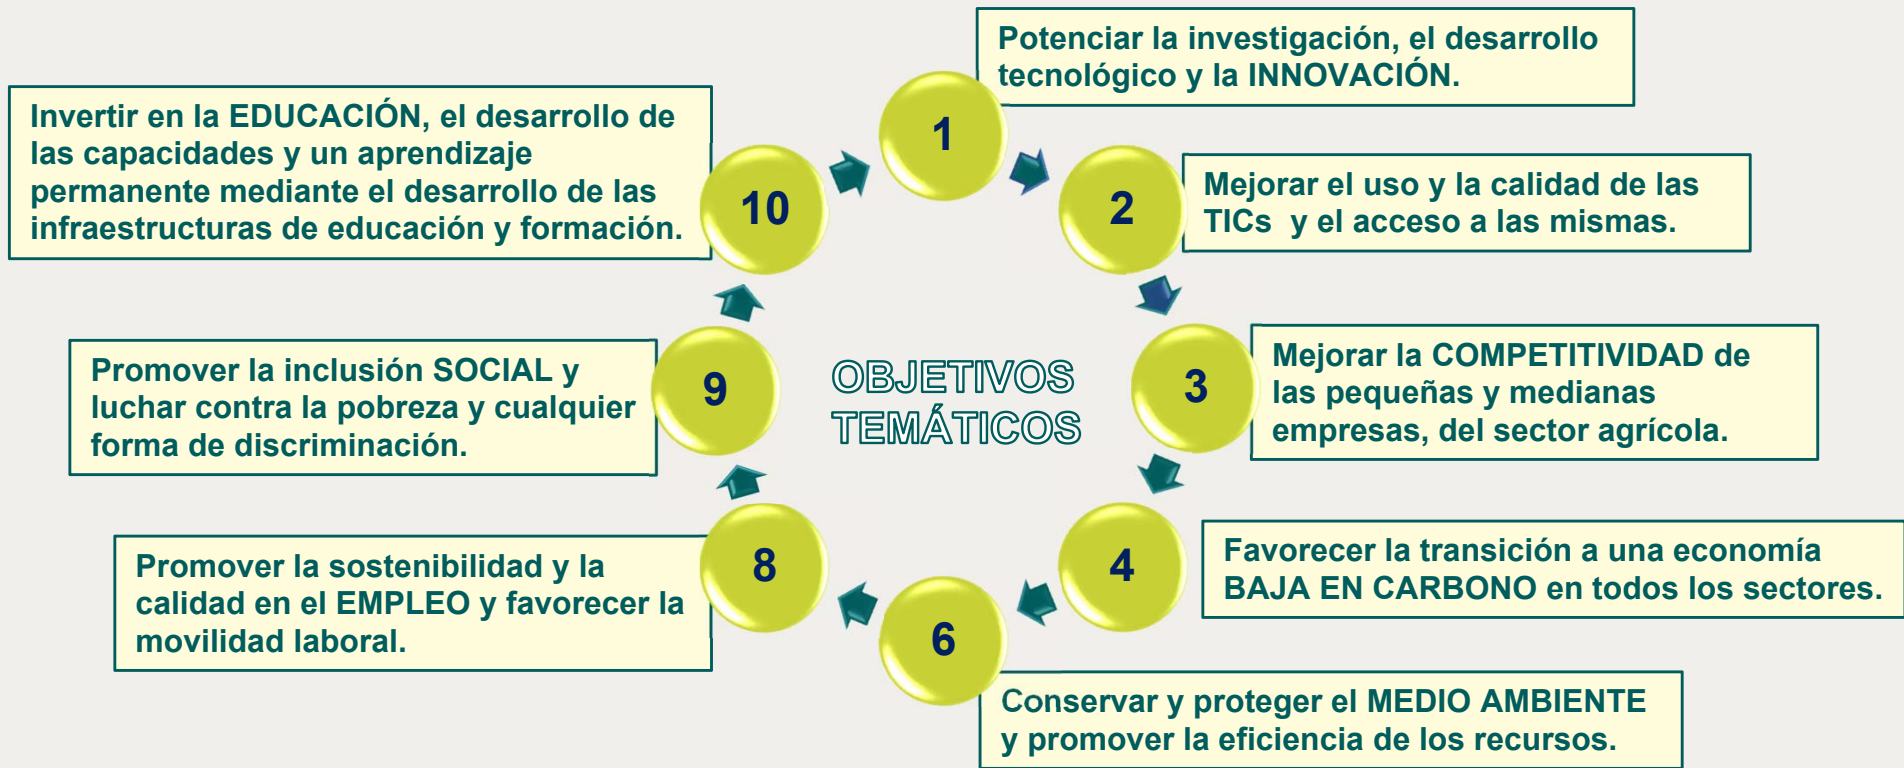 1
Potenciar la investigación, el desarrollo
tecnológico y la INNOVACIÓN.
2
Mejorar el uso y la calidad de las
TICs  y el acceso a las mismas.
3
Mejorar la COMPETITIVIDAD de
las pequeñas y medianas
empresas, del sector agrícola.
4
Favorecer la transición a una economía
BAJA EN CARBONO en todos los sectores.
6
Conservar y proteger el MEDIO AMBIENTE
y promover la eficiencia de los recursos.
8
Promover la sostenibilidad y la
calidad en el EMPLEO y favorecer la
movilidad laboral.
9
Promover la inclusión SOCIAL y
luchar contra la pobreza y cualquier
forma de discriminación.
10
Invertir en la EDUCACIÓN, el desarrollo de
las capacidades y un aprendizaje
permanente mediante el desarrollo de las
infraestructuras de educación y formación.
OBJETIVOS
TEMÁTICOS